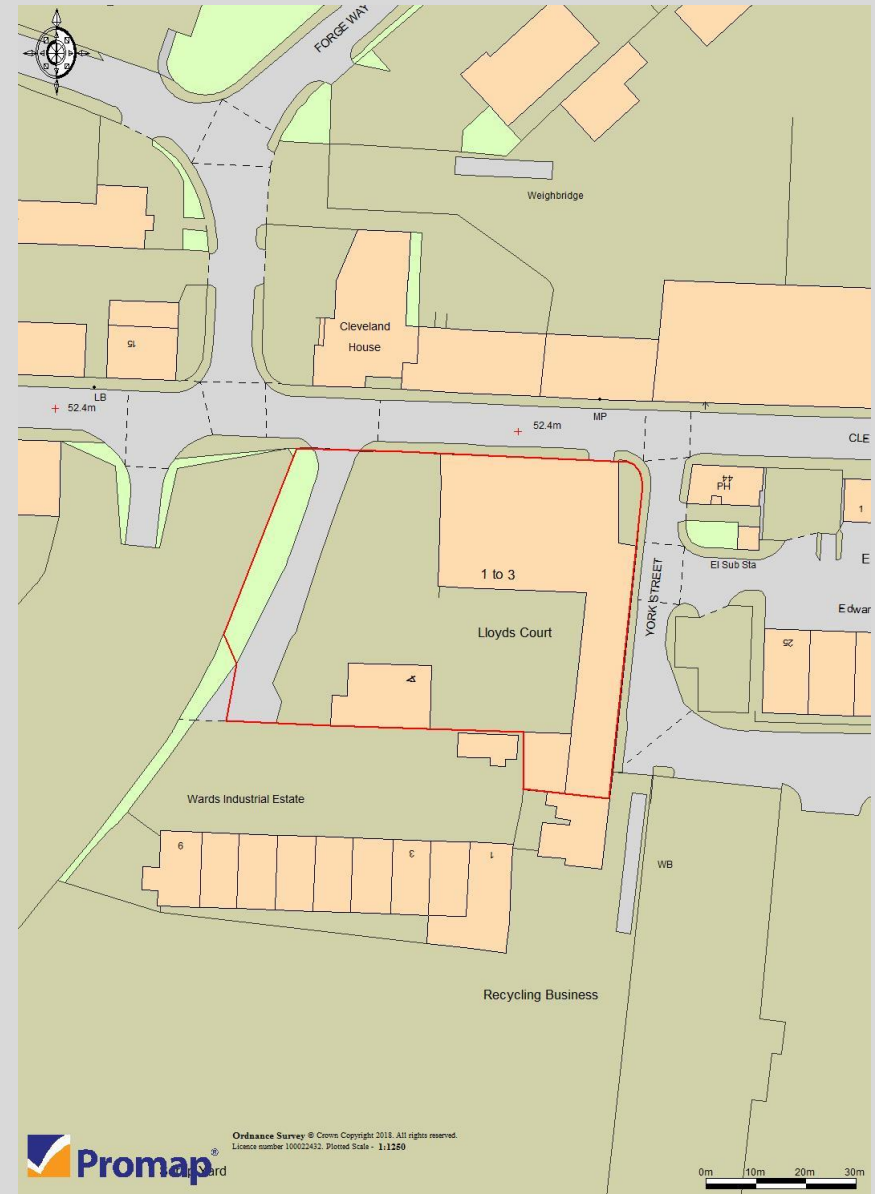 FORGE WAY
Weighbridge
Cleveland
House
15
LB
52.4m
MP
52.4m
CLE
44
PH
1
El Sub Sta
E
YORK STREET
Edwar
1 to 3
Lloyds Court
4
25
Wards Industrial Estate
9
3
1
WB
Recycling Business
Ordnance Survey © Crown Copyright 2018. All rights reserved.
Licence number 100022432. Plotted Scale - 1:1250
Promap®
Yard
0m 10m 20m 30m